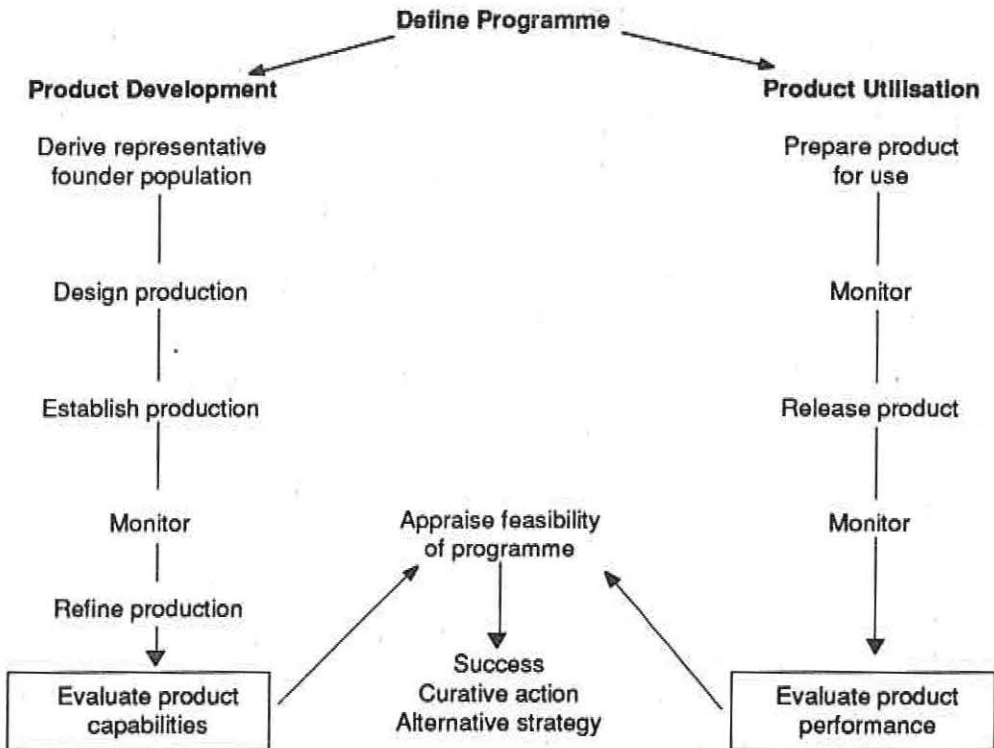 Define Programme
Product Development
Derive representative
founder population
Design production
Establish production
Monitor
Refine production
Evaluate product
capabilities
Appraise feasibility
of programme
Success
Curative action
Alternative strategy
Product Utilisation
Prepare product
for use
Monitor
Release product
Monitor
Evaluate product
performance